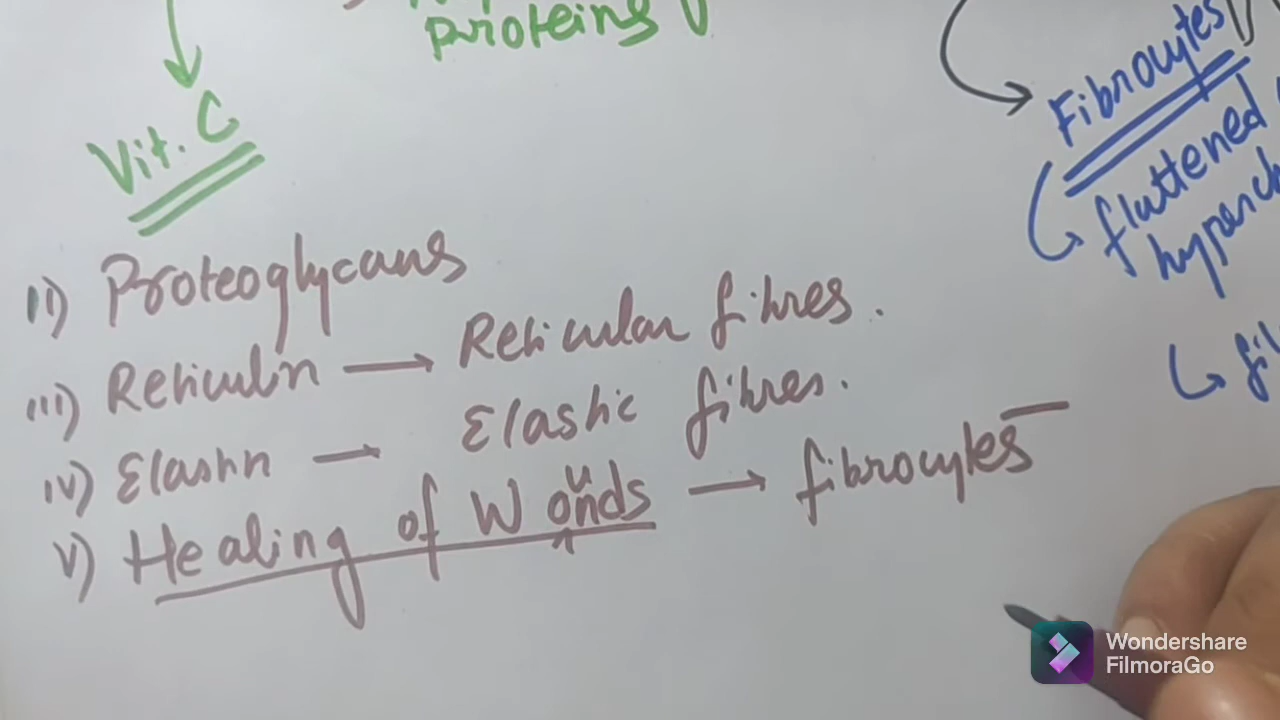 Proteins
Vit. C
Fibrocytes
flattened
ii) Proteoglycans
iii) Reticulin → Reticular fibres.
iv) Elastin → Elastic fibres.
v) Healing of Wounds → fibrocytes
Wondershare
FilmoraGo